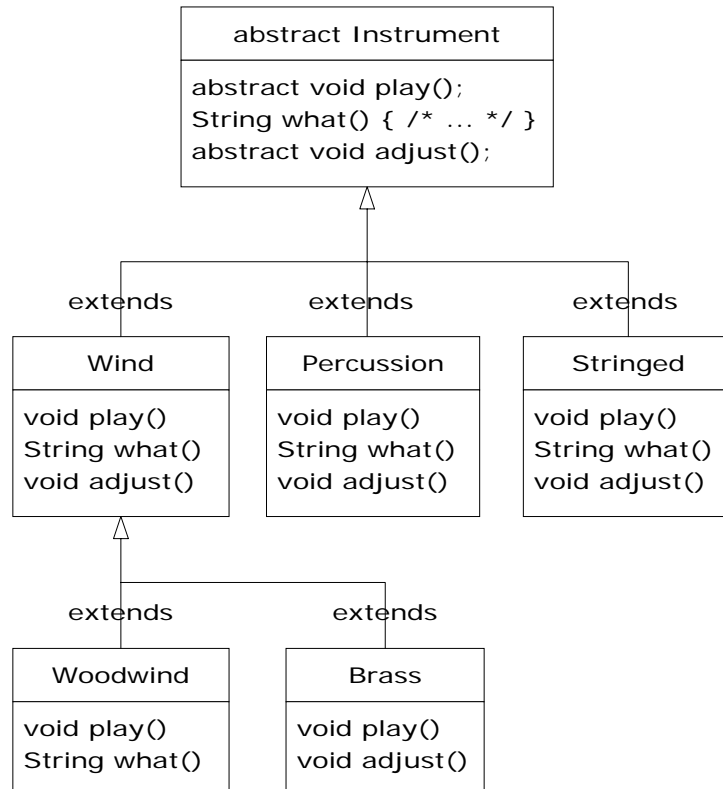 abstract Instrument
abstract void play();
String what() { /* ... */ }
abstract void adjust();
extends
extends
extends
Wind
void play()
String what()
void adjust()
Percussion
void play()
String what()
void adjust()
Stringed
void play()
String what()
void adjust()
extends
extends
Woodwind
void play()
String what()
Brass
void play()
void adjust()